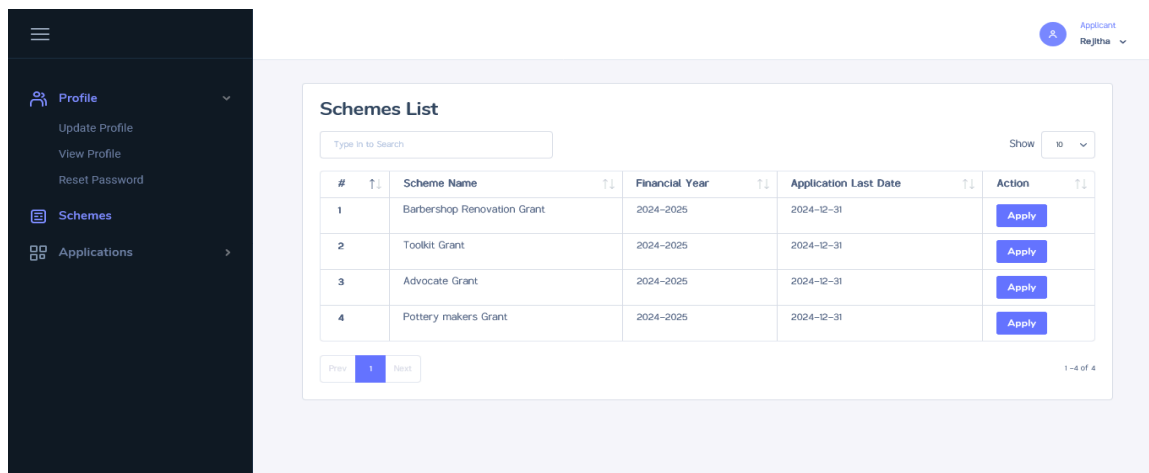 Applicant
Rejitha
Profile
Update Profile
View Profile
Reset Password
Schemes
Applications
Schemes List
Type In to Search
Show 10
# Scheme Name Financial Year Application Last Date Action
1 Barbershop Renovation Grant 2024-2025 2024-12-31 Apply
2 Toolkit Grant 2024-2025 2024-12-31 Apply
3 Advocate Grant 2024-2025 2024-12-31 Apply
4 Pottery makers Grant 2024-2025 2024-12-31 Apply
Prev 1 Next 1 -4 of 4